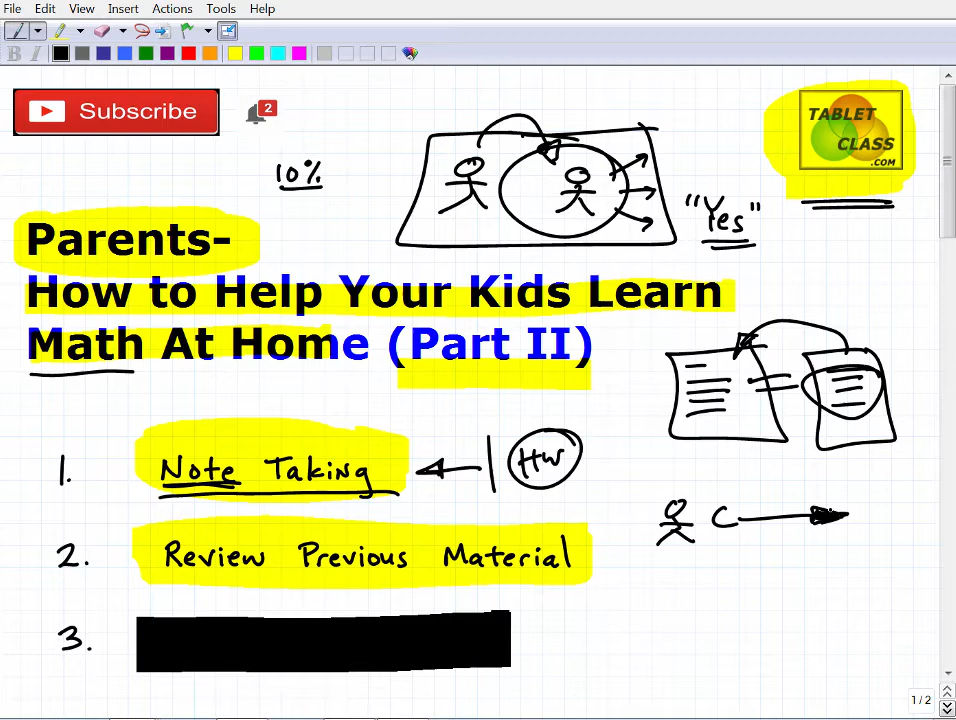 File Edit View Insert Actions Tools Help
B I
Subscribe
2
10%
TABLET
CLASS
.COM
"Yes"
Parents-
How to Help Your Kids Learn
Math At Home (Part II)
1. Note Taking
HW
2. Review Previous Material
C
3.
1 / 2